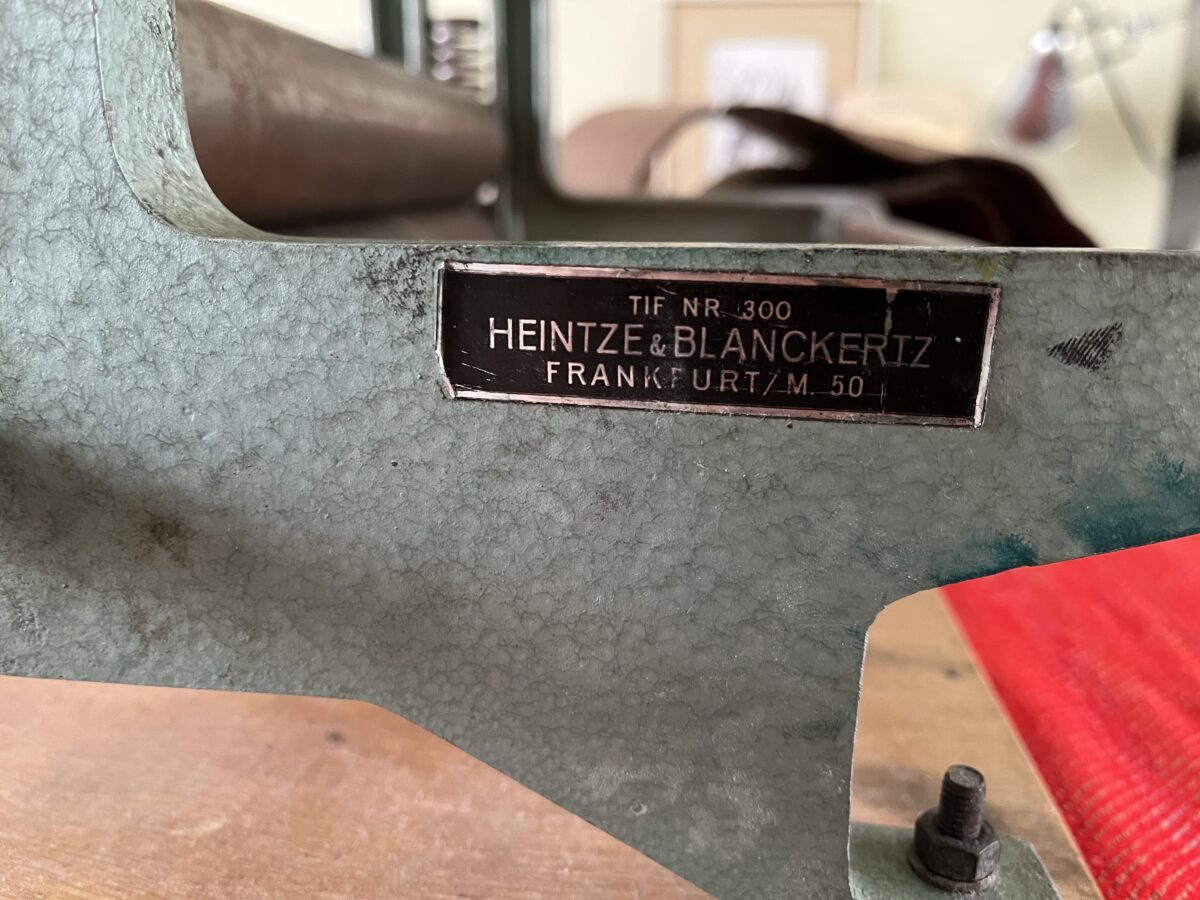 TIF NR 300
HEINTZE & BLANCKERTZ
FRANKFURT/M. 50